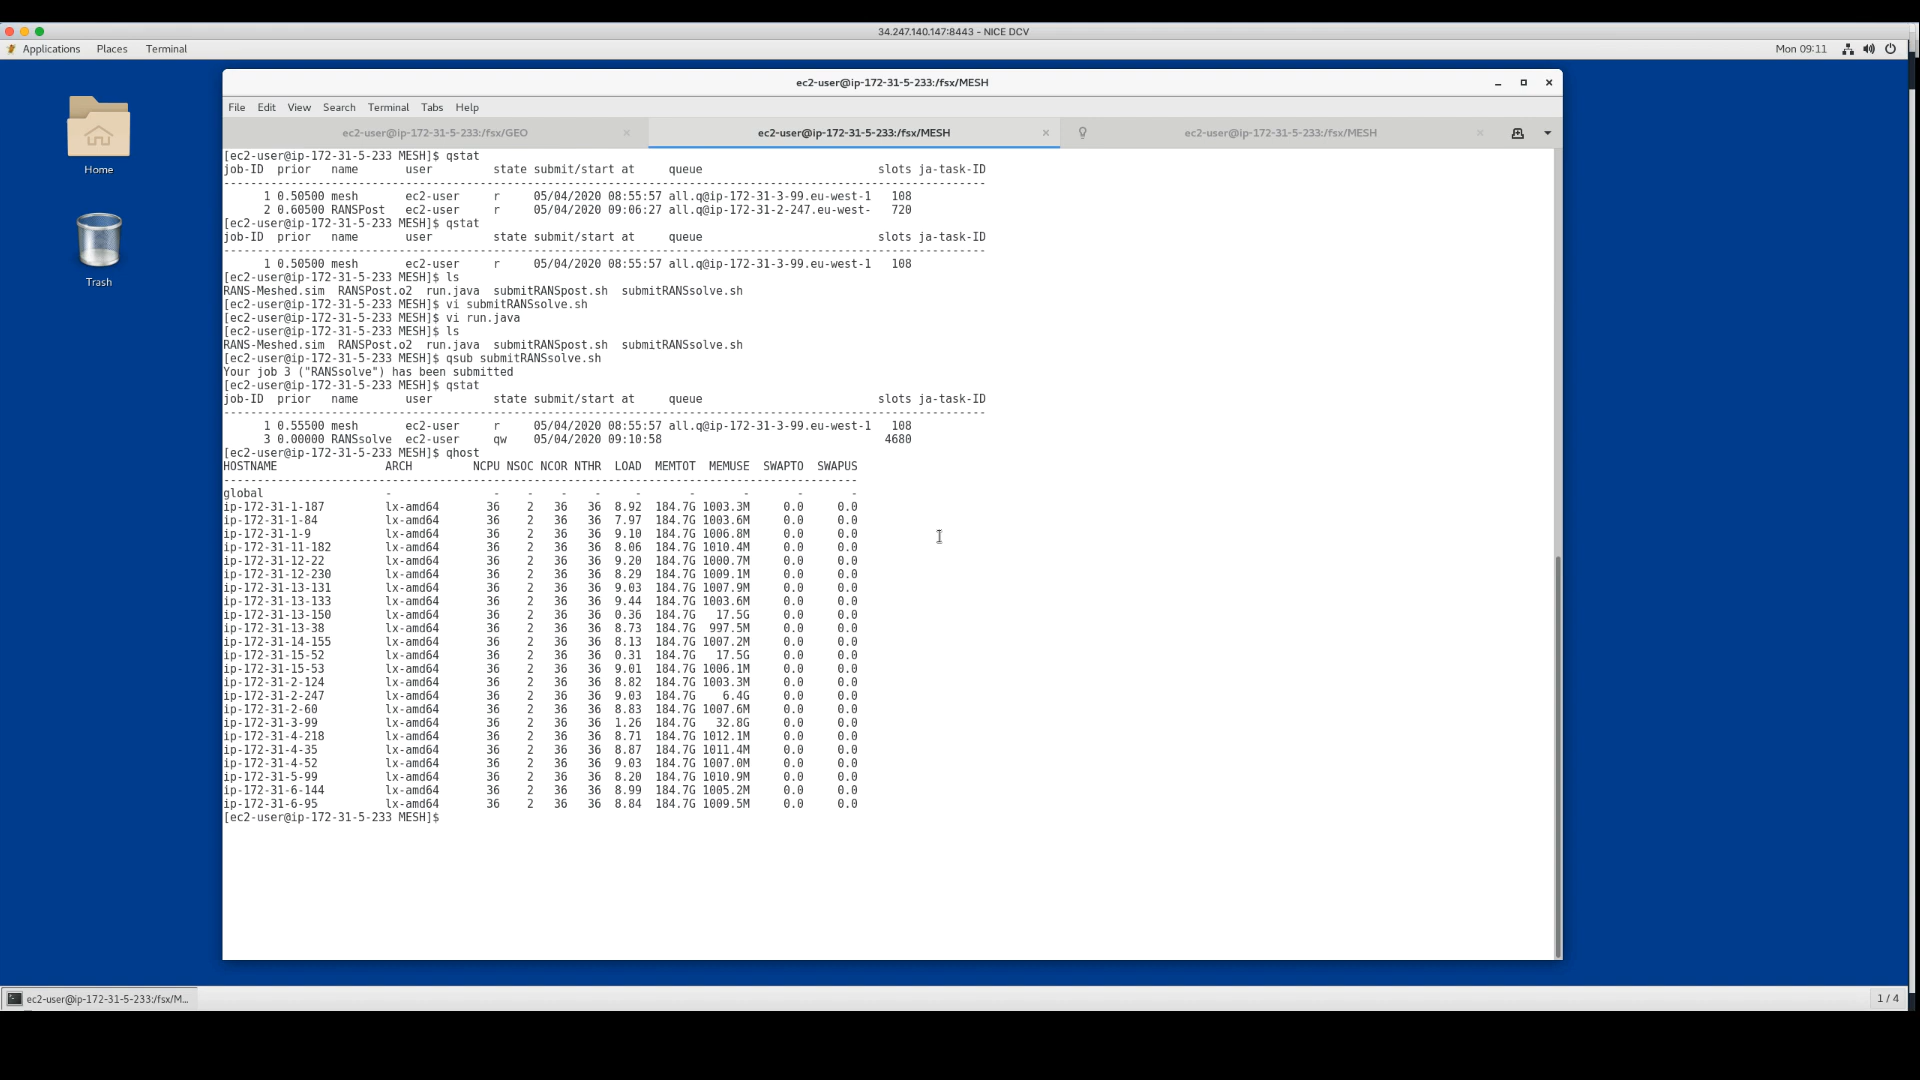 34.247.140.147:8443 - NICE DCV
Applications Places Terminal Mon 09:11
ec2-user@ip-172-31-5-233:/fsx/MESH
File Edit View Search Terminal Tabs Help
ec2-user@ip-172-31-5-233:/fsx/GEO ec2-user@ip-172-31-5-233:/fsx/MESH ec2-user@ip-172-31-5-233:/fsx/MESH
Home
Trash
[ec2-user@ip-172-31-5-233 MESH]$ qstat
job-ID prior name user state submit/start at queue slots ja-task-ID
--------------------------------------------------------------------------------
1 0.50500 mesh ec2-user r 05/04/2020 08:55:57 all.q@ip-172-31-3-99.eu-west-1 108
2 0.60500 RANSPost ec2-user r 05/04/2020 09:06:27 all.q@ip-172-31-2-247.eu-west- 720
[ec2-user@ip-172-31-5-233 MESH]$ qstat
job-ID prior name user state submit/start at queue slots ja-task-ID
--------------------------------------------------------------------------------
1 0.50500 mesh ec2-user r 05/04/2020 08:55:57 all.q@ip-172-31-3-99.eu-west-1 108
[ec2-user@ip-172-31-5-233 MESH]$ ls
RANS-Meshed.sim RANSPost.o2 run.java submitRANSpost.sh submitRANSsolve.sh
[ec2-user@ip-172-31-5-233 MESH]$ vi submitRANSsolve.sh
[ec2-user@ip-172-31-5-233 MESH]$ vi run.java
[ec2-user@ip-172-31-5-233 MESH]$ ls
RANS-Meshed.sim RANSPost.o2 run.java submitRANSpost.sh submitRANSsolve.sh
[ec2-user@ip-172-31-5-233 MESH]$ qsub submitRANSsolve.sh
Your job 3 ("RANSsolve") has been submitted
[ec2-user@ip-172-31-5-233 MESH]$ qstat
job-ID prior name user state submit/start at queue slots ja-task-ID
--------------------------------------------------------------------------------
1 0.55500 mesh ec2-user r 05/04/2020 08:55:57 all.q@ip-172-31-3-99.eu-west-1 108
3 0.00000 RANSsolve ec2-user qw 05/04/2020 09:10:58 4680
[ec2-user@ip-172-31-5-233 MESH]$ qhost
HOSTNAME ARCH NCPU NSOC NCOR NTHR LOAD MEMTOT MEMUSE SWAPTO SWAPUS
--------------------------------------------------------------------------------
global - - - - - - - - - -
ip-172-31-1-187 lx-amd64 36 2 36 36 8.92 184.7G 1003.3M 0.0 0.0
ip-172-31-1-84 lx-amd64 36 2 36 36 7.97 184.7G 1003.6M 0.0 0.0
ip-172-31-1-9 lx-amd64 36 2 36 36 9.10 184.7G 1006.8M 0.0 0.0
ip-172-31-11-182 lx-amd64 36 2 36 36 8.06 184.7G 1010.4M 0.0 0.0
ip-172-31-12-22 lx-amd64 36 2 36 36 9.20 184.7G 1000.7M 0.0 0.0
ip-172-31-12-230 lx-amd64 36 2 36 36 8.29 184.7G 1009.1M 0.0 0.0
ip-172-31-13-131 lx-amd64 36 2 36 36 9.03 184.7G 1007.9M 0.0 0.0
ip-172-31-13-133 lx-amd64 36 2 36 36 9.44 184.7G 1003.6M 0.0 0.0
ip-172-31-13-150 lx-amd64 36 2 36 36 0.36 184.7G 17.5G 0.0 0.0
ip-172-31-13-38 lx-amd64 36 2 36 36 8.73 184.7G 997.5M 0.0 0.0
ip-172-31-14-155 lx-amd64 36 2 36 36 8.13 184.7G 1007.2M 0.0 0.0
ip-172-31-15-52 lx-amd64 36 2 36 36 0.31 184.7G 17.5G 0.0 0.0
ip-172-31-15-53 lx-amd64 36 2 36 36 9.01 184.7G 1006.1M 0.0 0.0
ip-172-31-2-124 lx-amd64 36 2 36 36 8.82 184.7G 1003.3M 0.0 0.0
ip-172-31-2-247 lx-amd64 36 2 36 36 9.03 184.7G 6.4G 0.0 0.0
ip-172-31-2-60 lx-amd64 36 2 36 36 8.83 184.7G 1007.6M 0.0 0.0
ip-172-31-3-99 lx-amd64 36 2 36 36 1.26 184.7G 32.8G 0.0 0.0
ip-172-31-4-218 lx-amd64 36 2 36 36 8.71 184.7G 1012.1M 0.0 0.0
ip-172-31-4-35 lx-amd64 36 2 36 36 8.87 184.7G 1011.4M 0.0 0.0
ip-172-31-4-52 lx-amd64 36 2 36 36 9.03 184.7G 1007.0M 0.0 0.0
ip-172-31-5-99 lx-amd64 36 2 36 36 8.20 184.7G 1010.9M 0.0 0.0
ip-172-31-6-144 lx-amd64 36 2 36 36 8.99 184.7G 1005.2M 0.0 0.0
ip-172-31-6-95 lx-amd64 36 2 36 36 8.84 184.7G 1009.5M 0.0 0.0
[ec2-user@ip-172-31-5-233 MESH]$
ec2-user@ip-172-31-5-233:/fsx/M... 1 / 4